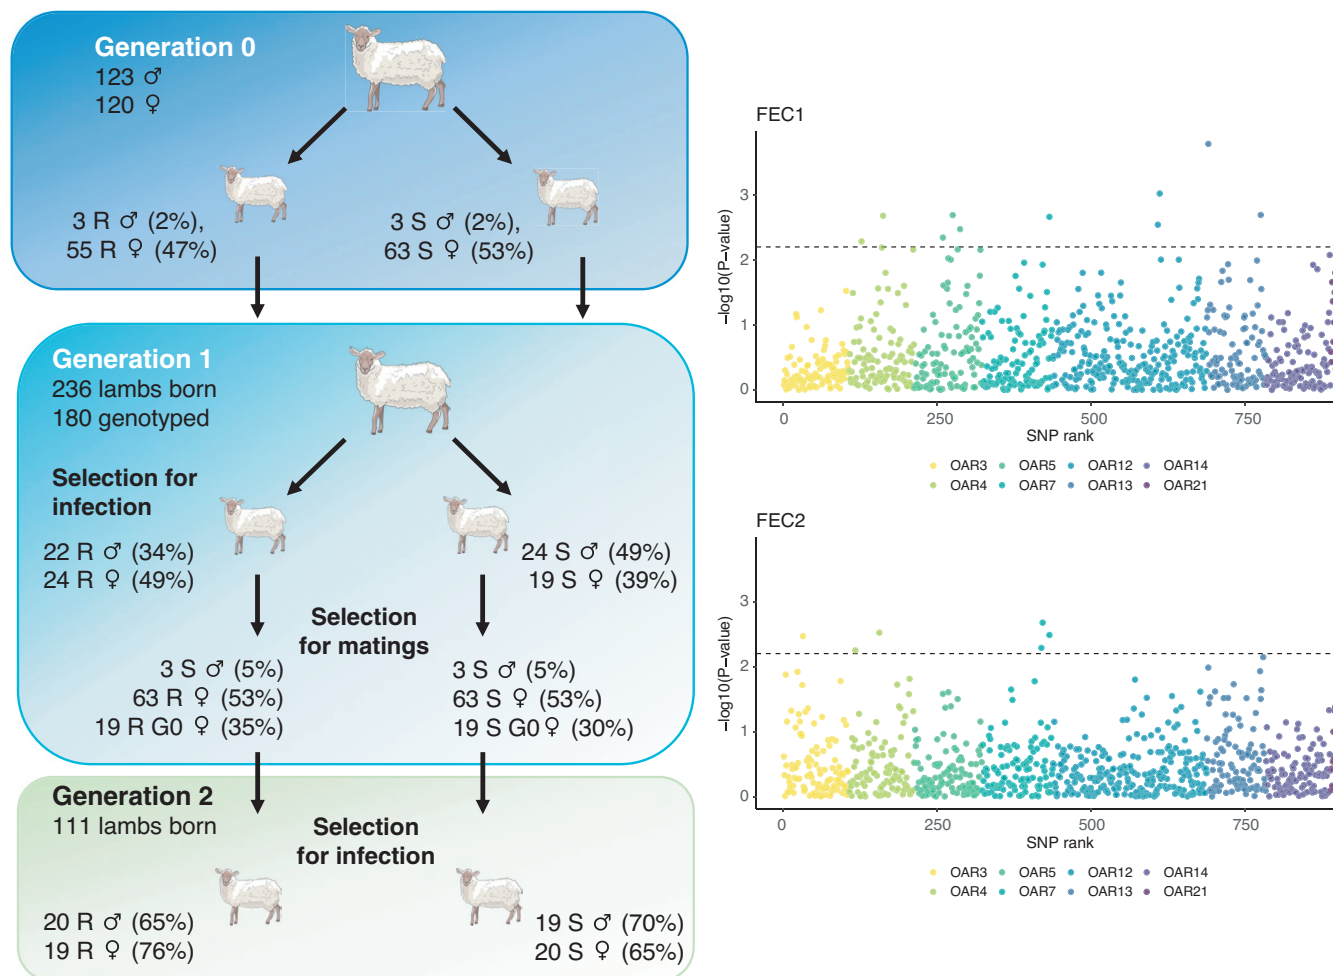 Generation 0
123 ♂
120 ♀
3 R ♂ (2%),
55 R ♀ (47%)
3 S ♂ (2%),
63 S ♀ (53%)
Generation 1
236 lambs born
180 genotyped
Selection for
infection
22 R ♂ (34%)
24 R ♀ (49%)
24 S ♂ (49%)
19 S ♀ (39%)
Selection
for matings
3 S ♂ (5%)
63 R ♀ (53%)
19 R G0 ♀ (35%)
3 S ♂ (5%)
63 S ♀ (53%)
19 S G0 ♀ (30%)
Generation 2
111 lambs born
Selection
for infection
20 R ♂ (65%)
19 R ♀ (76%)
19 S ♂ (70%)
20 S ♀ (65%)
FEC1
−log10(P-value)
3
2
1
0
0 250 500 750
SNP rank
OAR3 OAR5 OAR12 OAR14
OAR4 OAR7 OAR13 OAR21
FEC2
−log10(P-value)
3
2
1
0
0 250 500 750
SNP rank
OAR3 OAR5 OAR12 OAR14
OAR4 OAR7 OAR13 OAR21